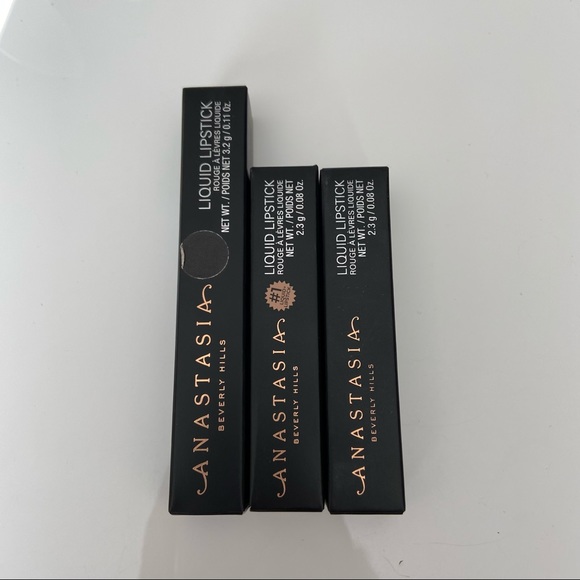 LIQUID LIPSTICK
ROUGE À LÈVRES LIQUIDE
NET WT. / POIDS NET 3.2 g / 0.11 Oz.
ANASTASIA
BEVERLY HILLS
LIQUID LIPSTICK
ROUGE À LÈVRES LIQUIDE
NET WT. / POIDS NET
2.3 g / 0.08 Oz.
#1
ANASTASIA
BEVERLY HILLS
LIQUID LIPSTICK
ROUGE À LÈVRES LIQUIDE
NET WT. / POIDS NET
2.3 g / 0.08 Oz.
ANASTASIA
BEVERLY HILLS